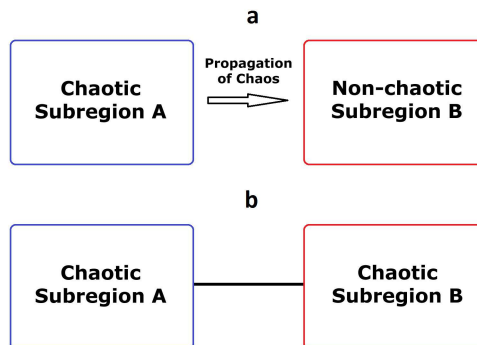 a
Chaotic
Subregion A
Propagation
of Chaos
Non-chaotic
Subregion B
b
Chaotic
Subregion A
Chaotic
Subregion B